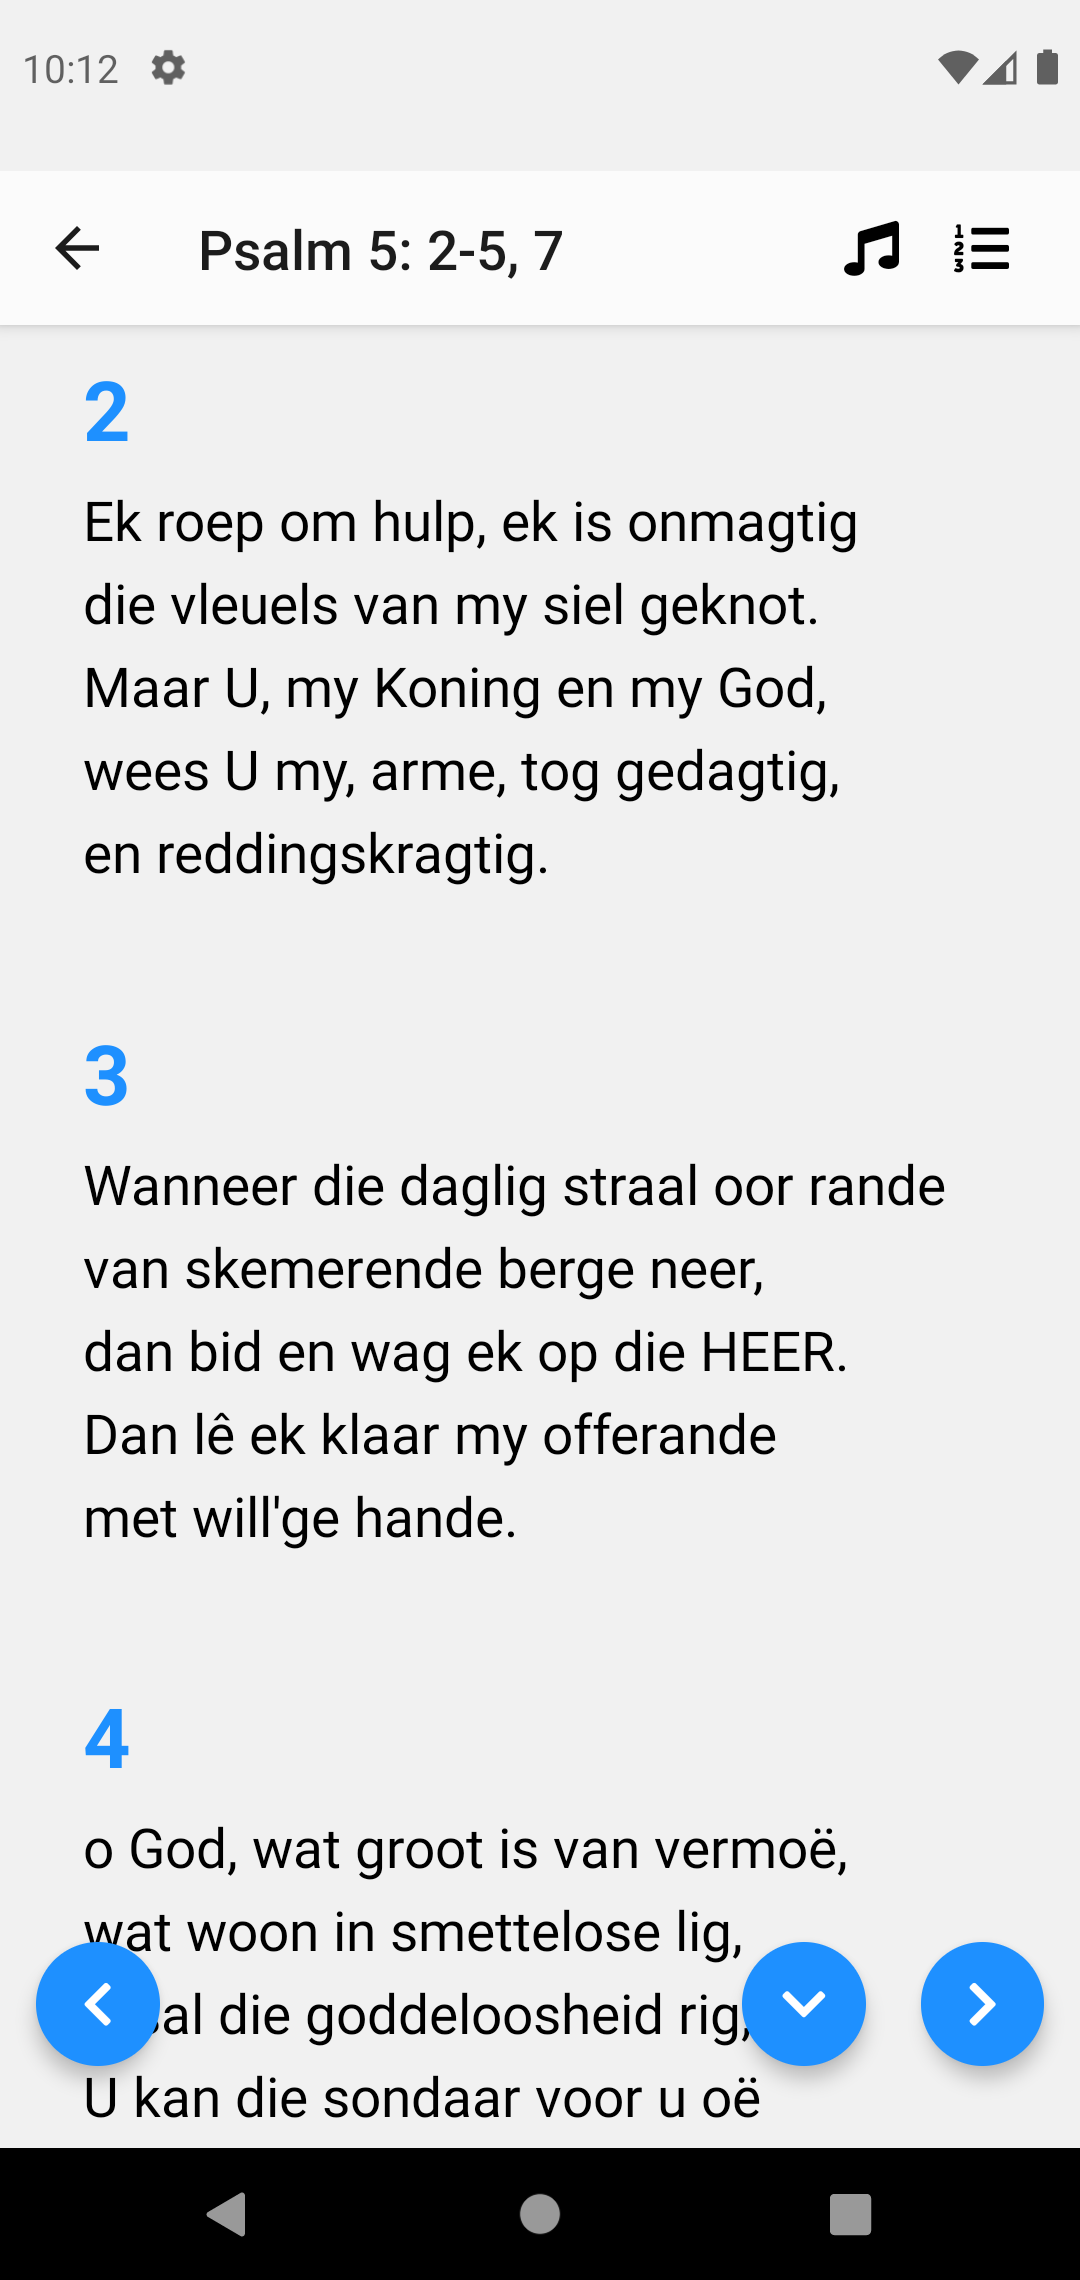 10:12
Psalm 5: 2-5, 7
2
Ek roep om hulp, ek is onmagtig
die vleuels van my siel geknot.
Maar U, my Koning en my God,
wees U my, arme, tog gedagtig,
en reddingskragtig.
3
Wanneer die daglig straal oor rande
van skemerende berge neer,
dan bid en wag ek op die HEER.
Dan lê ek klaar my offerande
met will'ge hande.
4
o God, wat groot is van vermoë,
wat woon in smettelose lig,
die goddeloosheid rig,
U kan die sondaar voor u oë